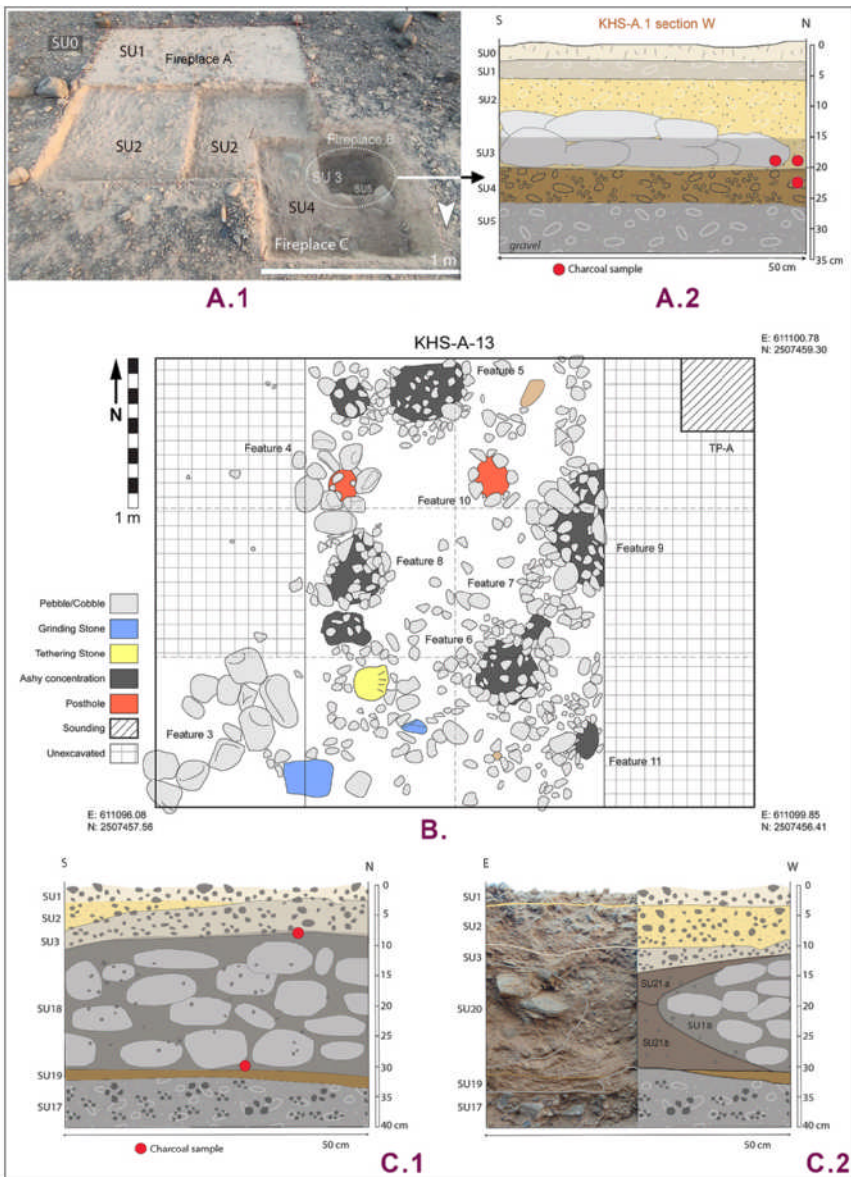 SU0
SU1
Fireplace A
SU2
SU2
Fireplace B
SU 3
SU5
SU4
Fireplace C
1 m
A.1
S
N
KHS-A.1 section W
SU0
SU1
SU2
SU3
SU4
SU5
gravel
0
5
10
15
20
25
30
35 cm
Charcoal sample
50 cm
A.2
KHS-A-13
E: 611100.78
N: 2507459.30
N
1 m
Feature 5
Feature 4
TP-A
Feature 10
Feature 8
Feature 9
Feature 7
Feature 6
Feature 3
Feature 11
Pebble/Cobble
Grinding Stone
Tethering Stone
Ashy concentration
Posthole
Sounding
Unexcavated
E: 611096.08
N: 2507457.56
B.
E: 611099.85
N: 2507456.41
S
N
SU1
SU2
SU3
SU18
SU19
SU17
0
5
10
15
20
25
30
35
40 cm
Charcoal sample
50 cm
C.1
E
W
SU1
SU2
SU3
SU20
SU19
SU17
SU21a
SU18
SU21b
0
5
10
15
20
25
30
35
40 cm
50 cm
C.2